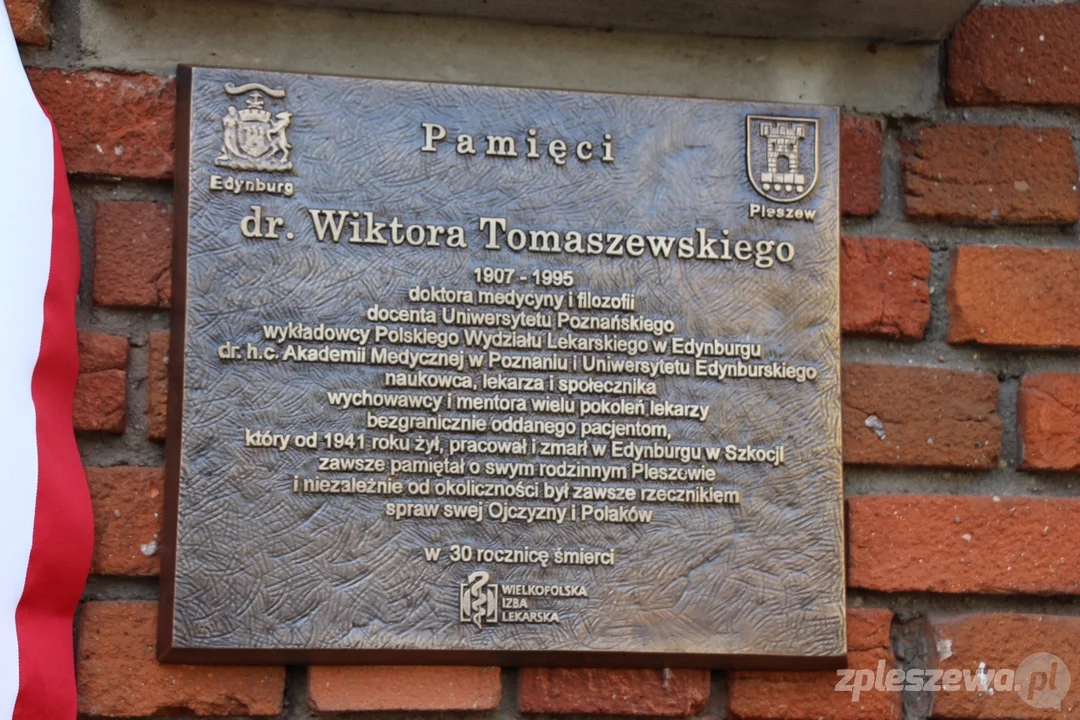 Pamięci
Edynburg
Pleszew
dr. Wiktora Tomaszewskiego
1907 - 1995
doktora medycyny i filozofii
docenta Uniwersytetu Poznańskiego
wykładowcy Polskiego Wydziału Lekarskiego w Edynburgu
dr. h.c. Akademii Medycznej w Poznaniu i Uniwersytetu Edynburskiego
naukowca, lekarza i społecznika
wychowawcy i mentora wielu pokoleń lekarzy
bezgranicznie oddanego pacjentom,
który od 1941 roku żył, pracował i zmarł w Edynburgu w Szkocji
zawsze pamiętał o swym rodzinnym Pleszewie
i niezależnie od okoliczności był zawsze rzecznikiem
spraw swej Ojczyzny i Polaków
w 30 rocznicę śmierci
WIELKOPOLSKA
IZBA
LEKARSKA
zpleszewa.pl